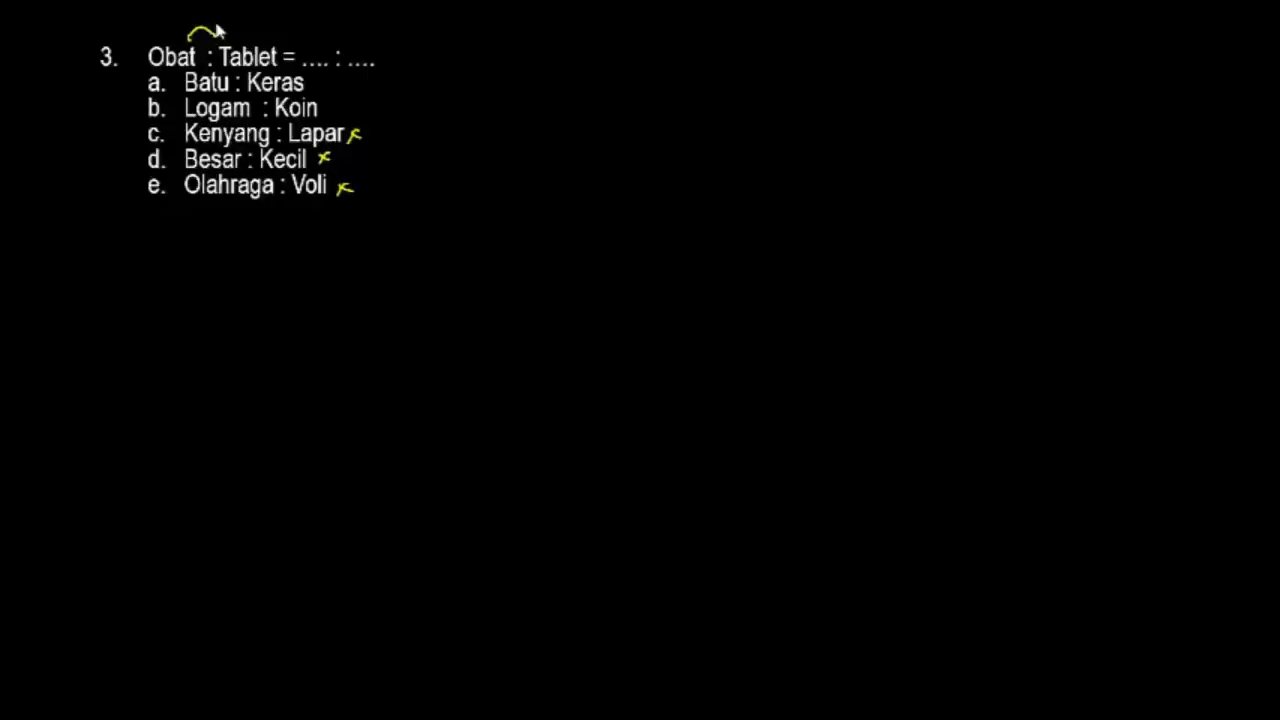 3. Obat : Tablet = .... : ....
a. Batu : Keras
b. Logam : Koin
c. Kenyang : Lapar
d. Besar : Kecil
e. Olahraga : Voli